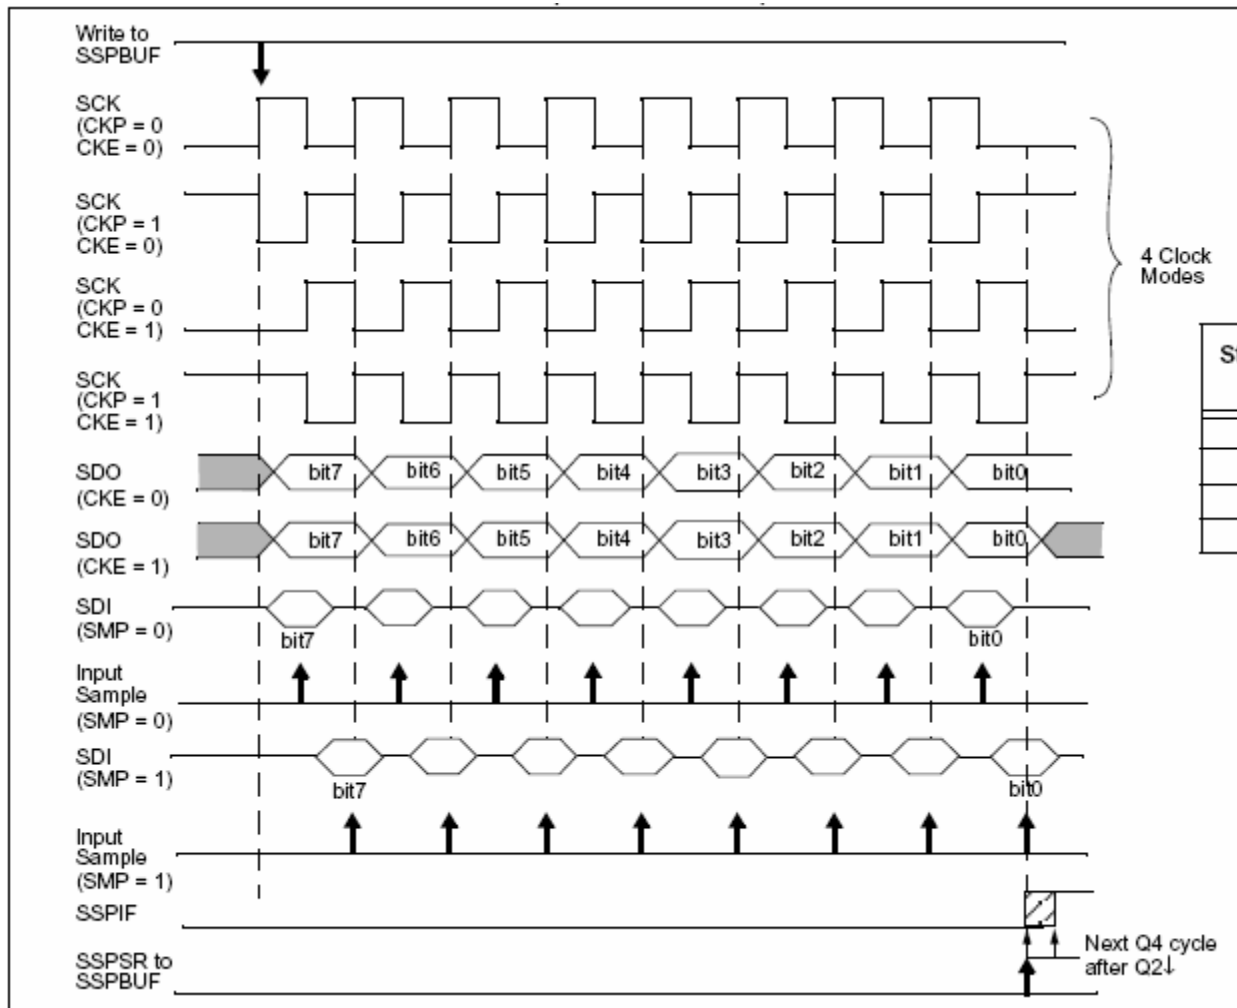 Write to
SSPBUF
SCK
(CKP = 0
CKE = 0)
SCK
(CKP = 1
CKE = 0)
SCK
(CKP = 0
CKE = 1)
SCK
(CKP = 1
CKE = 1)
4 Clock
Modes
SDO
(CKE = 0)
bit7 bit6 bit5 bit4 bit3 bit2 bit1 bit0
SDO
(CKE = 1)
bit7 bit6 bit5 bit4 bit3 bit2 bit1 bit0
SDI
(SMP = 0)
bit7 bit0
Input
Sample
(SMP = 0)
SDI
(SMP = 1)
bit7 bit0
Input
Sample
(SMP = 1)
SSPIF
SSPSR to
SSPBUF
Next Q4 cycle
after Q2↓